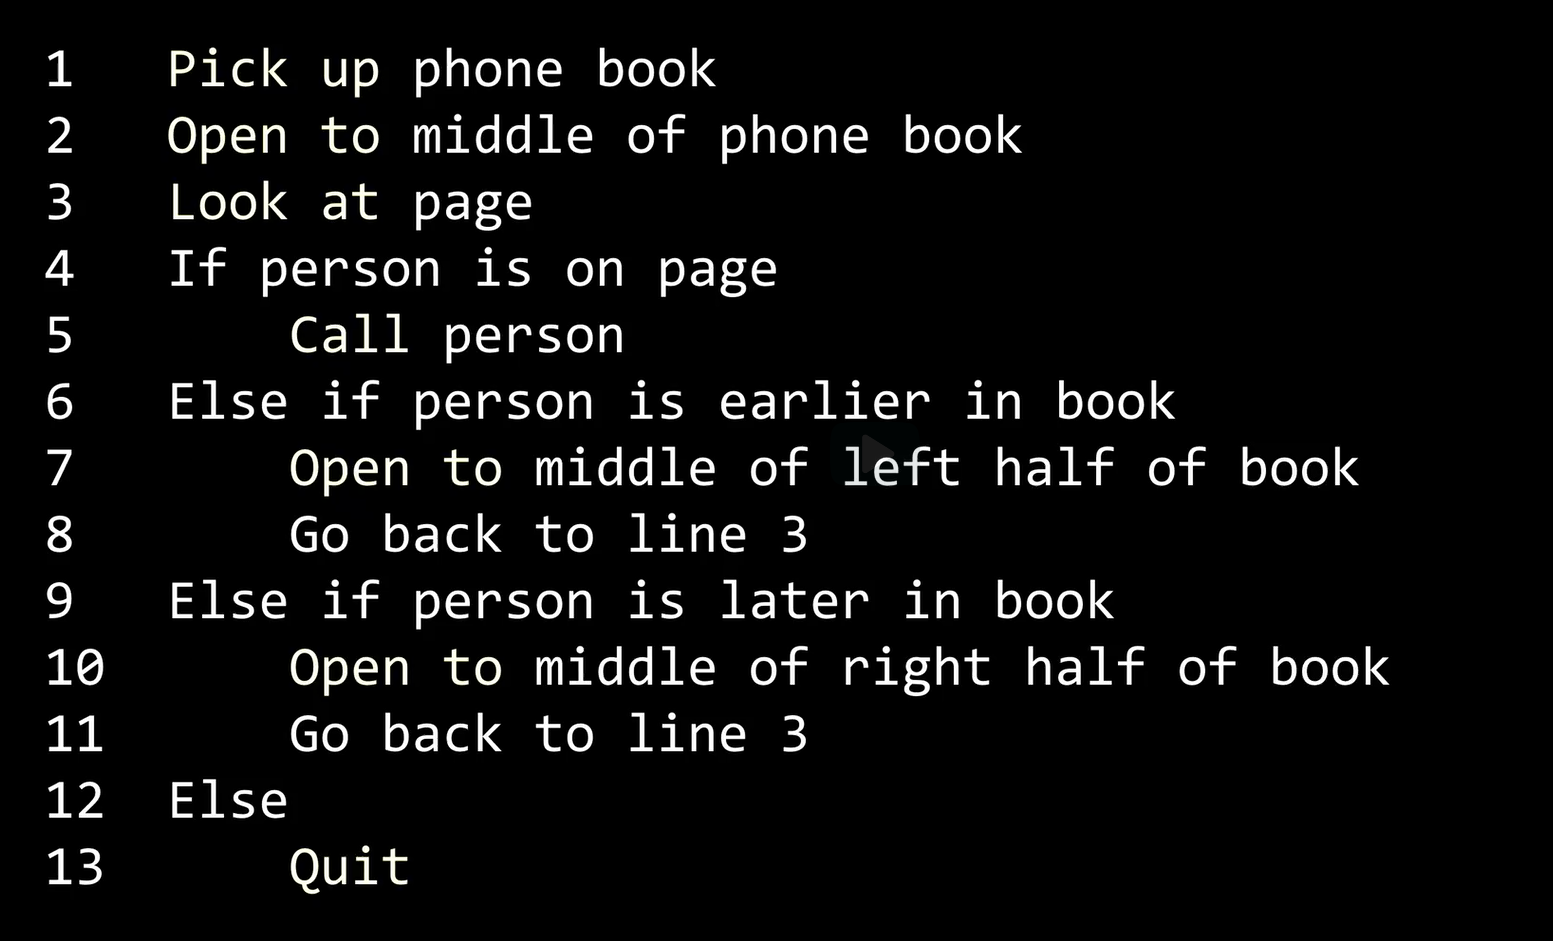 1 Pick up phone book
2 Open to middle of phone book
3 Look at page
4 If person is on page
5     Call person
6 Else if person is earlier in book
7     Open to middle of left half of book
8     Go back to line 3
9 Else if person is later in book
10     Open to middle of right half of book
11     Go back to line 3
12 Else
13     Quit